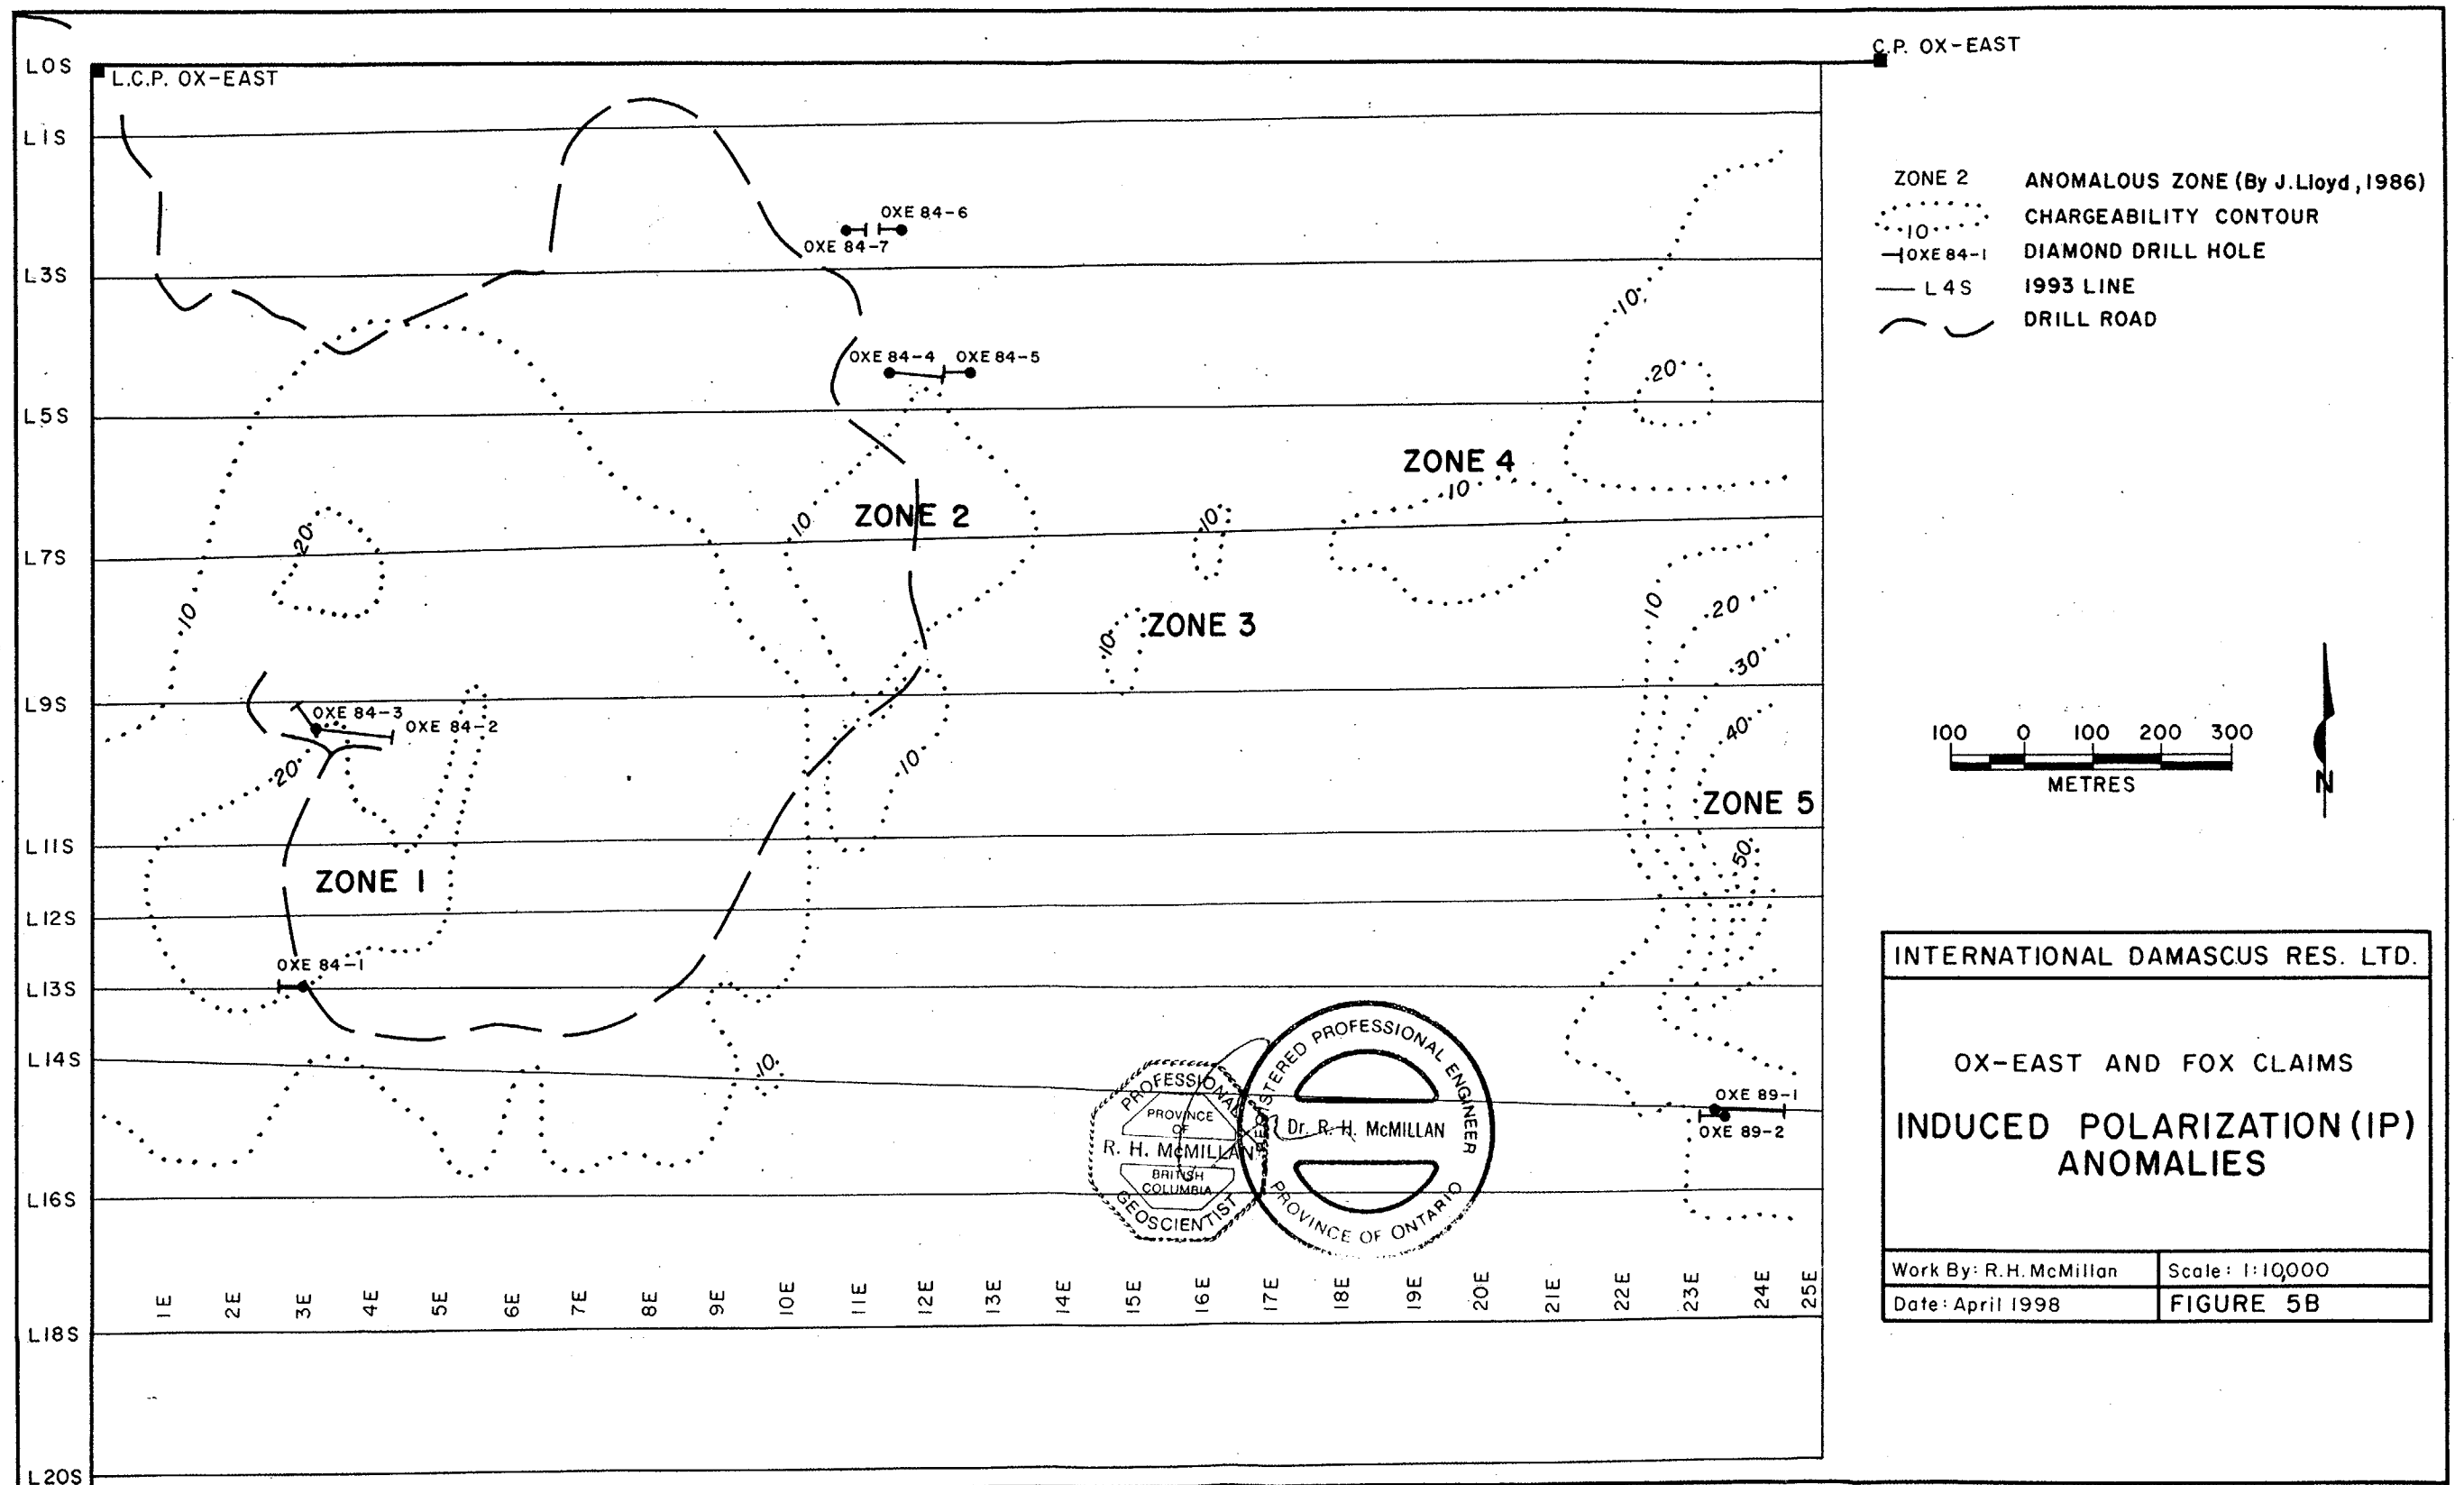 C.P. OX-EAST
L0S
L.C.P. OX-EAST
L1S
ZONE 2 ANOMALOUS ZONE (By J. Lloyd, 1986)
10 CHARGEABILITY CONTOUR
OXE 84-1 DIAMOND DRILL HOLE
L 4 S 1993 LINE
DRILL ROAD
OXE 84-6
OXE 84-7
L3S
10
OXE 84-4 OXE 84-5
20
L5S
ZONE 4
10
10
ZONE 2
10
20
L7S
10
10
20
ZONE 3
10
30
L9S
OXE 84-3
OXE 84-2
40
10
20
100 0 100 200 300
METRES
N
ZONE 5
L11S
50
ZONE 1
L12S
OXE 84-1
L13S
L14S
10
OXE 89-1
OXE 89-2
L16S
PROFESSIONAL
PROVINCE
OF
R. H. McMILLAN
BRITISH
COLUMBIA
GEOSCIENTIST
REGISTERED PROFESSIONAL ENGINEER
Dr. R. H. McMILLAN
PROVINCE OF ONTARIO
1E 2E 3E 4E 5E 6E 7E 8E 9E 10E 11E 12E 13E 14E 15E 16E 17E 18E 19E 20E 21E 22E 23E 24E 25E
L18S
L20S
INTERNATIONAL DAMASCUS RES. LTD.
OX-EAST AND FOX CLAIMS
INDUCED POLARIZATION (IP)
ANOMALIES
Work By: R.H. McMillan Scale: 1:10,000
Date: April 1998 FIGURE 5B